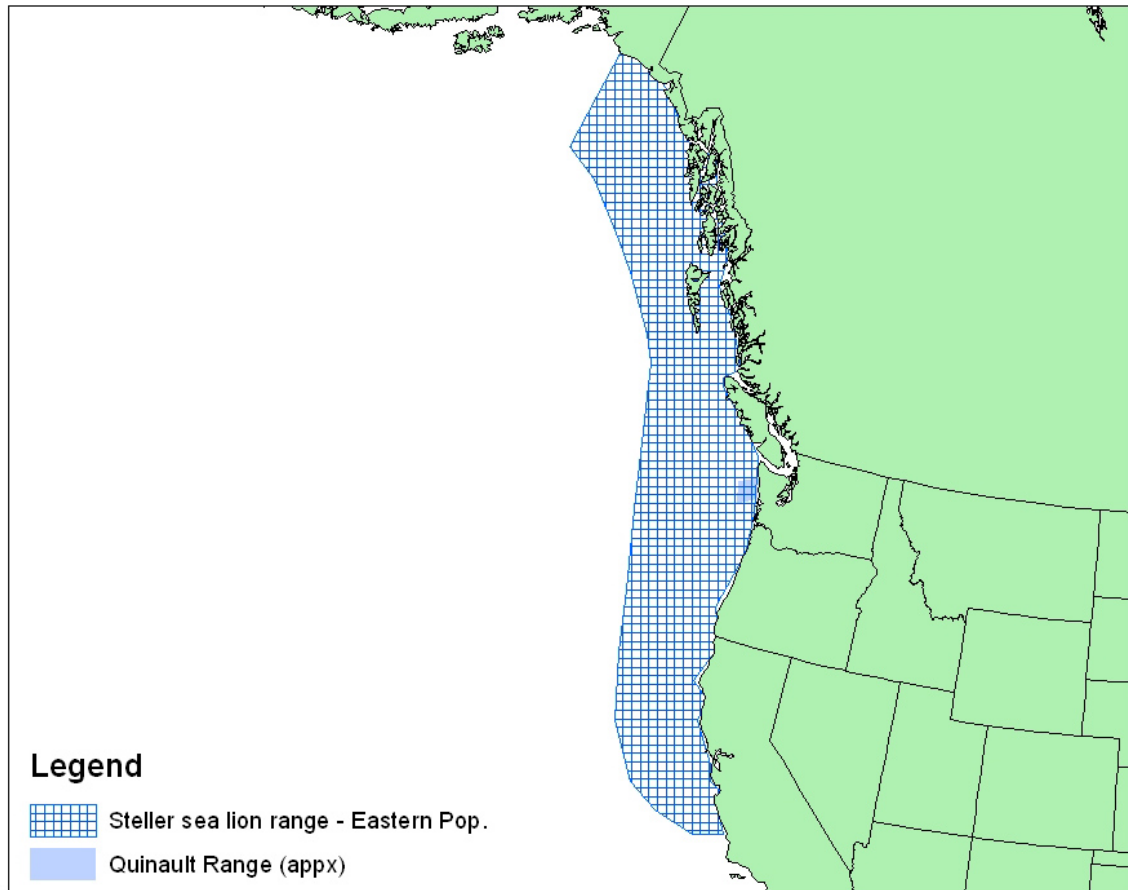 Legend
Steller sea lion range - Eastern Pop.
Quinault Range (appx)